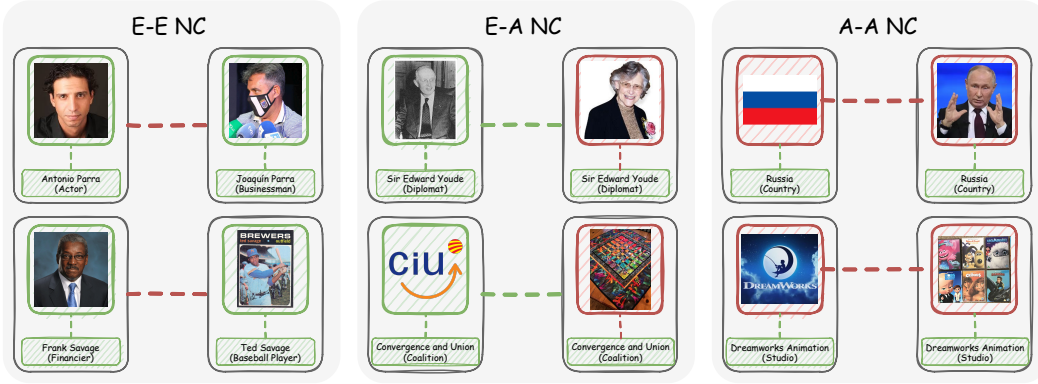 E-E NC
E-A NC
A-A NC
Antonio Parra
(Actor)
Joaquín Parra
(Businessman)
Sir Edward Youde
(Diplomat)
Sir Edward Youde
(Diplomat)
Russia
(Country)
Russia
(Country)
BREWERS
ted savage • outfield
ciu
DREAMWORKS
Frank Savage
(Financier)
Ted Savage
(Baseball Player)
Convergence and Union
(Coalition)
Convergence and Union
(Coalition)
Dreamworks Animation
(Studio)
Dreamworks Animation
(Studio)